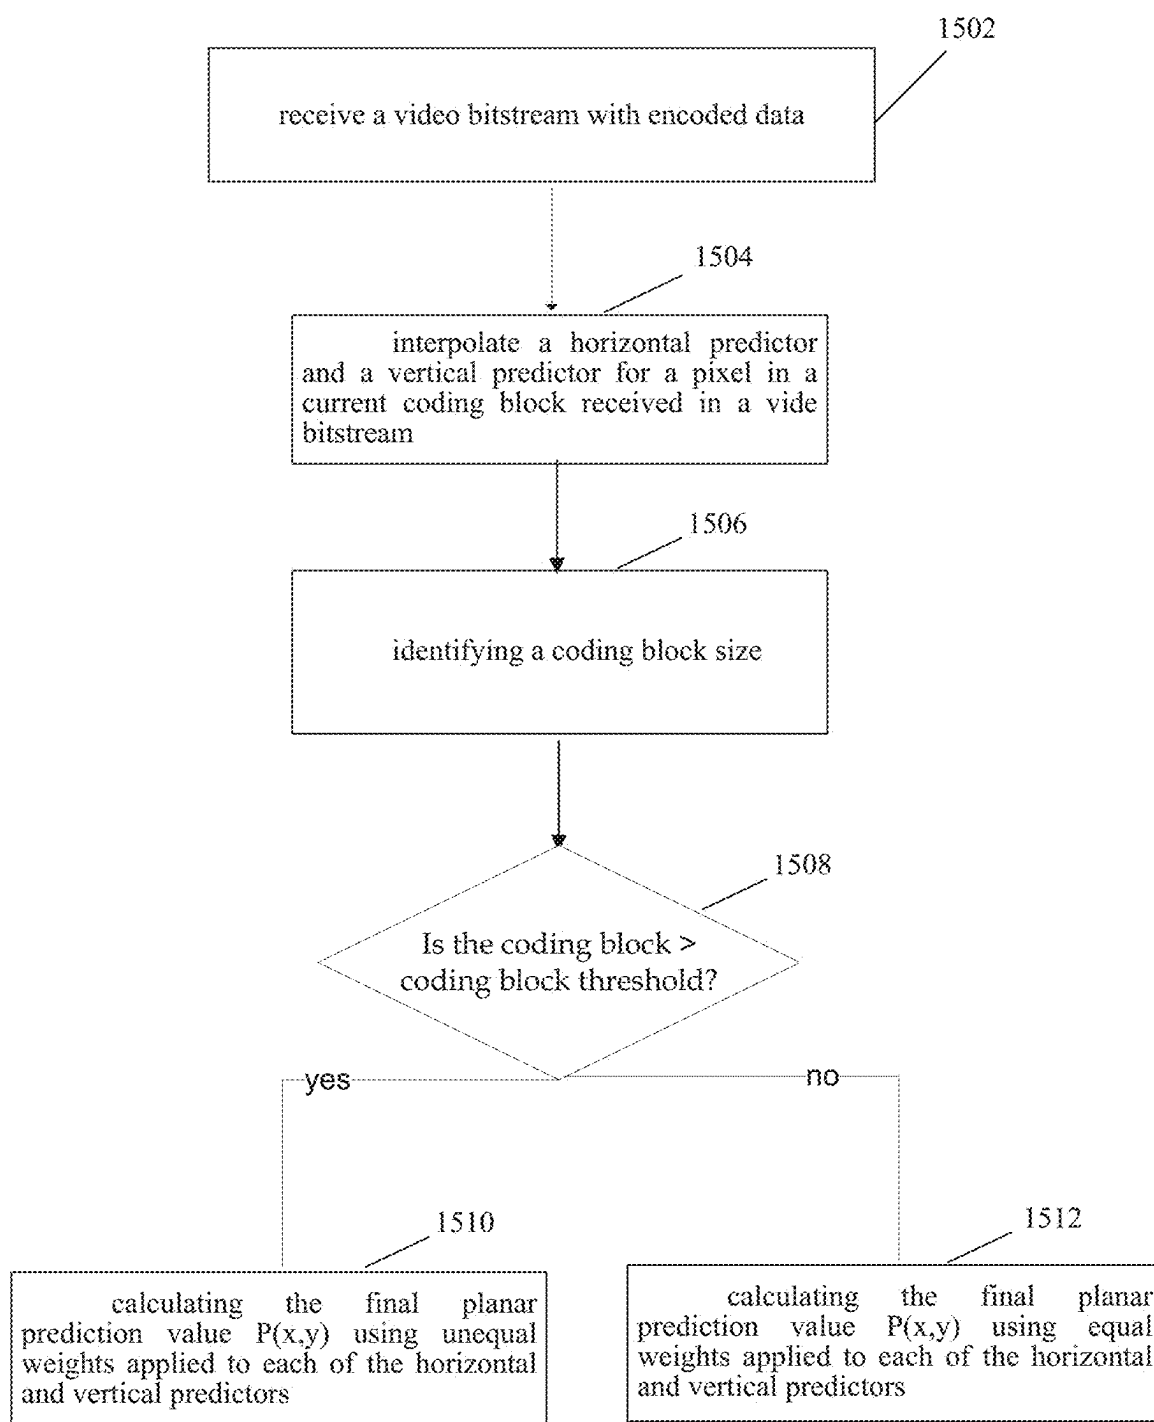 1502
receive a video bitstream with encoded data
1504
interpolate a horizontal predictor
and a vertical predictor for a pixel in a
current coding block received in a vide
bitstream
1506
identifying a coding block size
1508
Is the coding block >
coding block threshold?
yes
no
1510
calculating the final planar
prediction value P(x,y) using unequal
weights applied to each of the horizontal
and vertical predictors
1512
calculating the final planar
prediction value P(x,y) using equal
weights applied to each of the horizontal
and vertical predictors